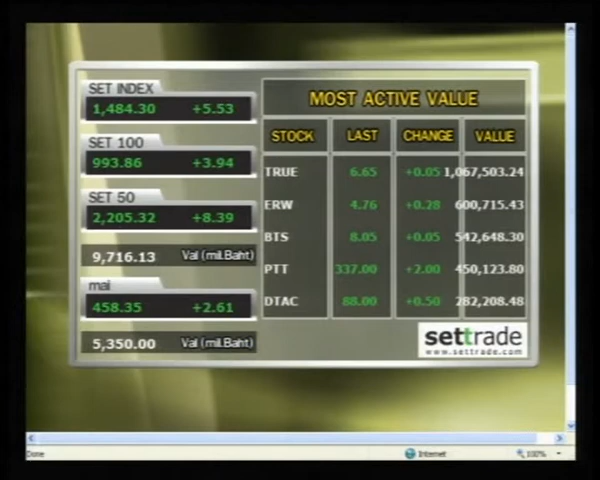 SET INDEX
1,484.30 +5.53
SET 100
993.86 +3.94
SET 50
2,205.32 +8.39
9,716.13 Val (mil.Baht)
mai
458.35 +2.61
5,350.00 Val (mil.Baht)
MOST ACTIVE VALUE
STOCK LAST CHANGE VALUE
TRUE 6.65 +0.05 1,067,503.24
ERW 4.76 +0.28 600,715.43
BTS 8.05 +0.05 542,648.30
PTT 337.00 +2.00 450,123.80
DTAC 88.00 +0.50 282,208.48
settrade
www.settrade.com
Done Internet 100%